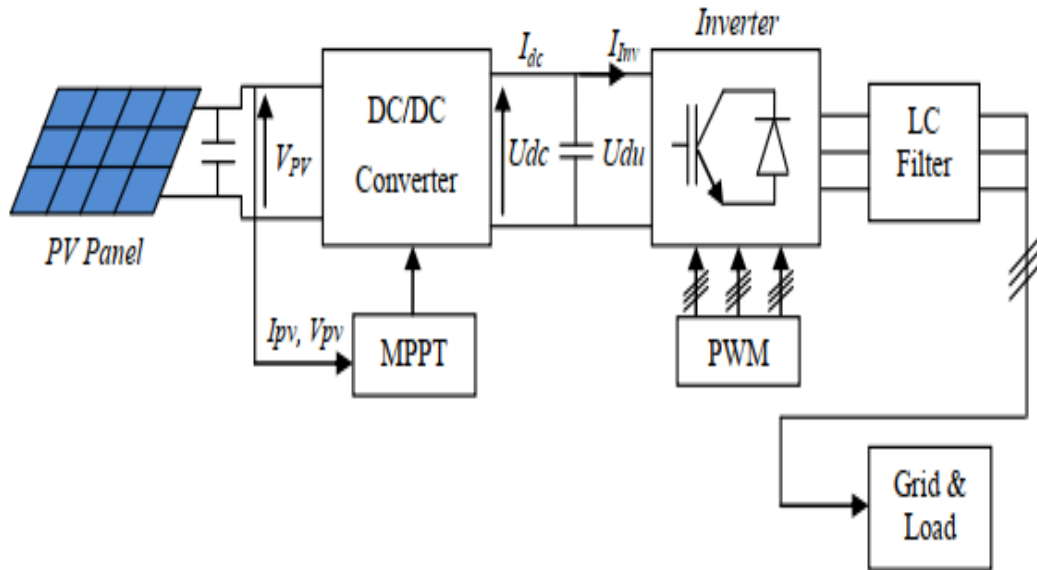 Inverter
I_dc
I_Inv
DC/DC
Converter
V_PV
Udc
Udu
LC
Filter
PV Panel
Ipv, Vpv
MPPT
PWM
Grid &
Load